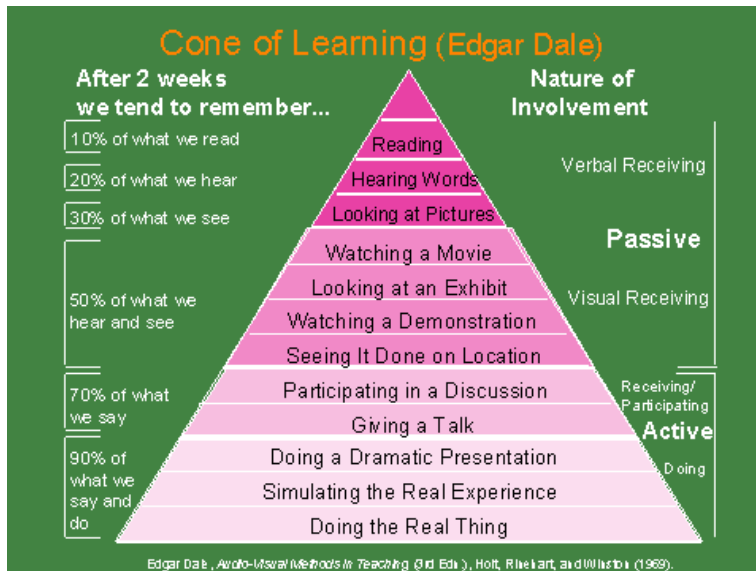 Cone of Learning (Edgar Dale)
After 2 weeks
we tend to remember...
Nature of
Involvement
10% of what we read
20% of what we hear
30% of what we see
50% of what we
hear and see
70% of what
we say
90% of
what we
say and
do
Reading
Hearing Words
Looking at Pictures
Watching a Movie
Looking at an Exhibit
Watching a Demonstration
Seeing It Done on Location
Participating in a Discussion
Giving a Talk
Doing a Dramatic Presentation
Simulating the Real Experience
Doing the Real Thing
Verbal Receiving
Passive
Visual Receiving
Receiving/
Participating
Active
Doing
Edgar Dale, Audio-Visual Methods in Teaching (3rd Edn.), Holt, Rinehart, and Winston (1969).